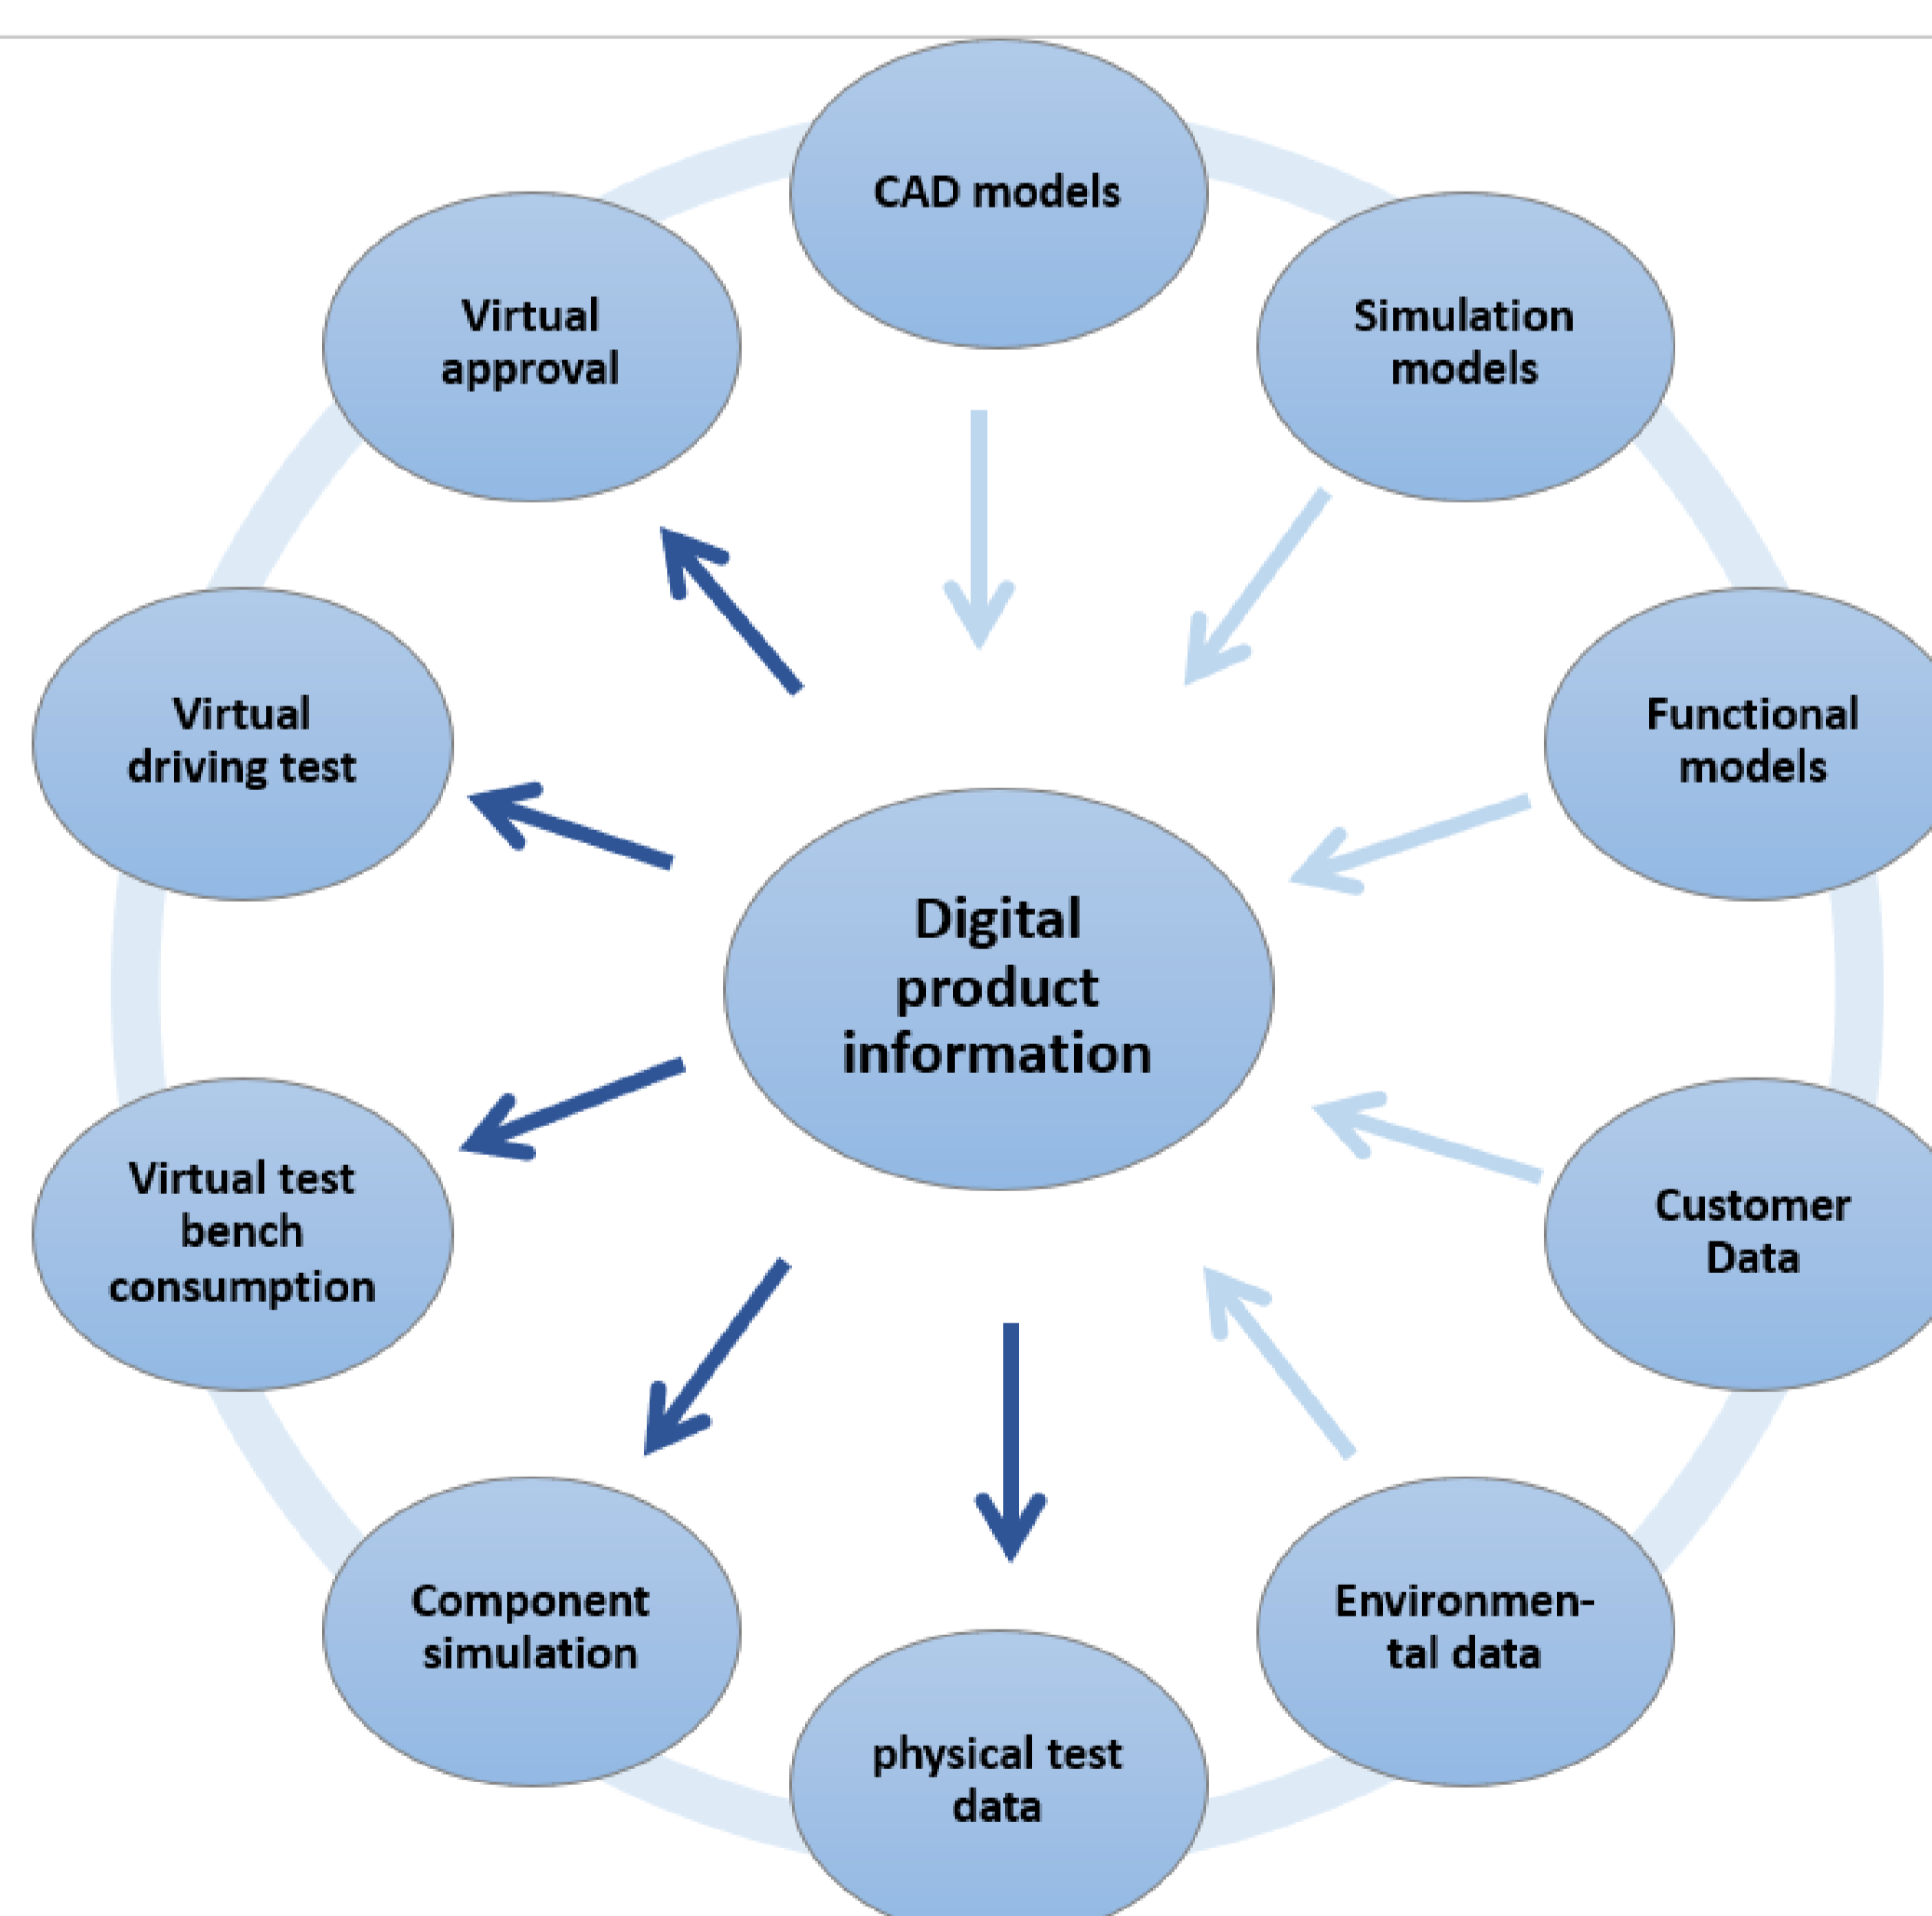 CAD models
Virtual
approval
Simulation
models
Virtual
driving test
Functional
models
Digital
product
information
Virtual test
bench
consumption
Customer
Data
Component
simulation
Environmen-
tal data
physical test
data